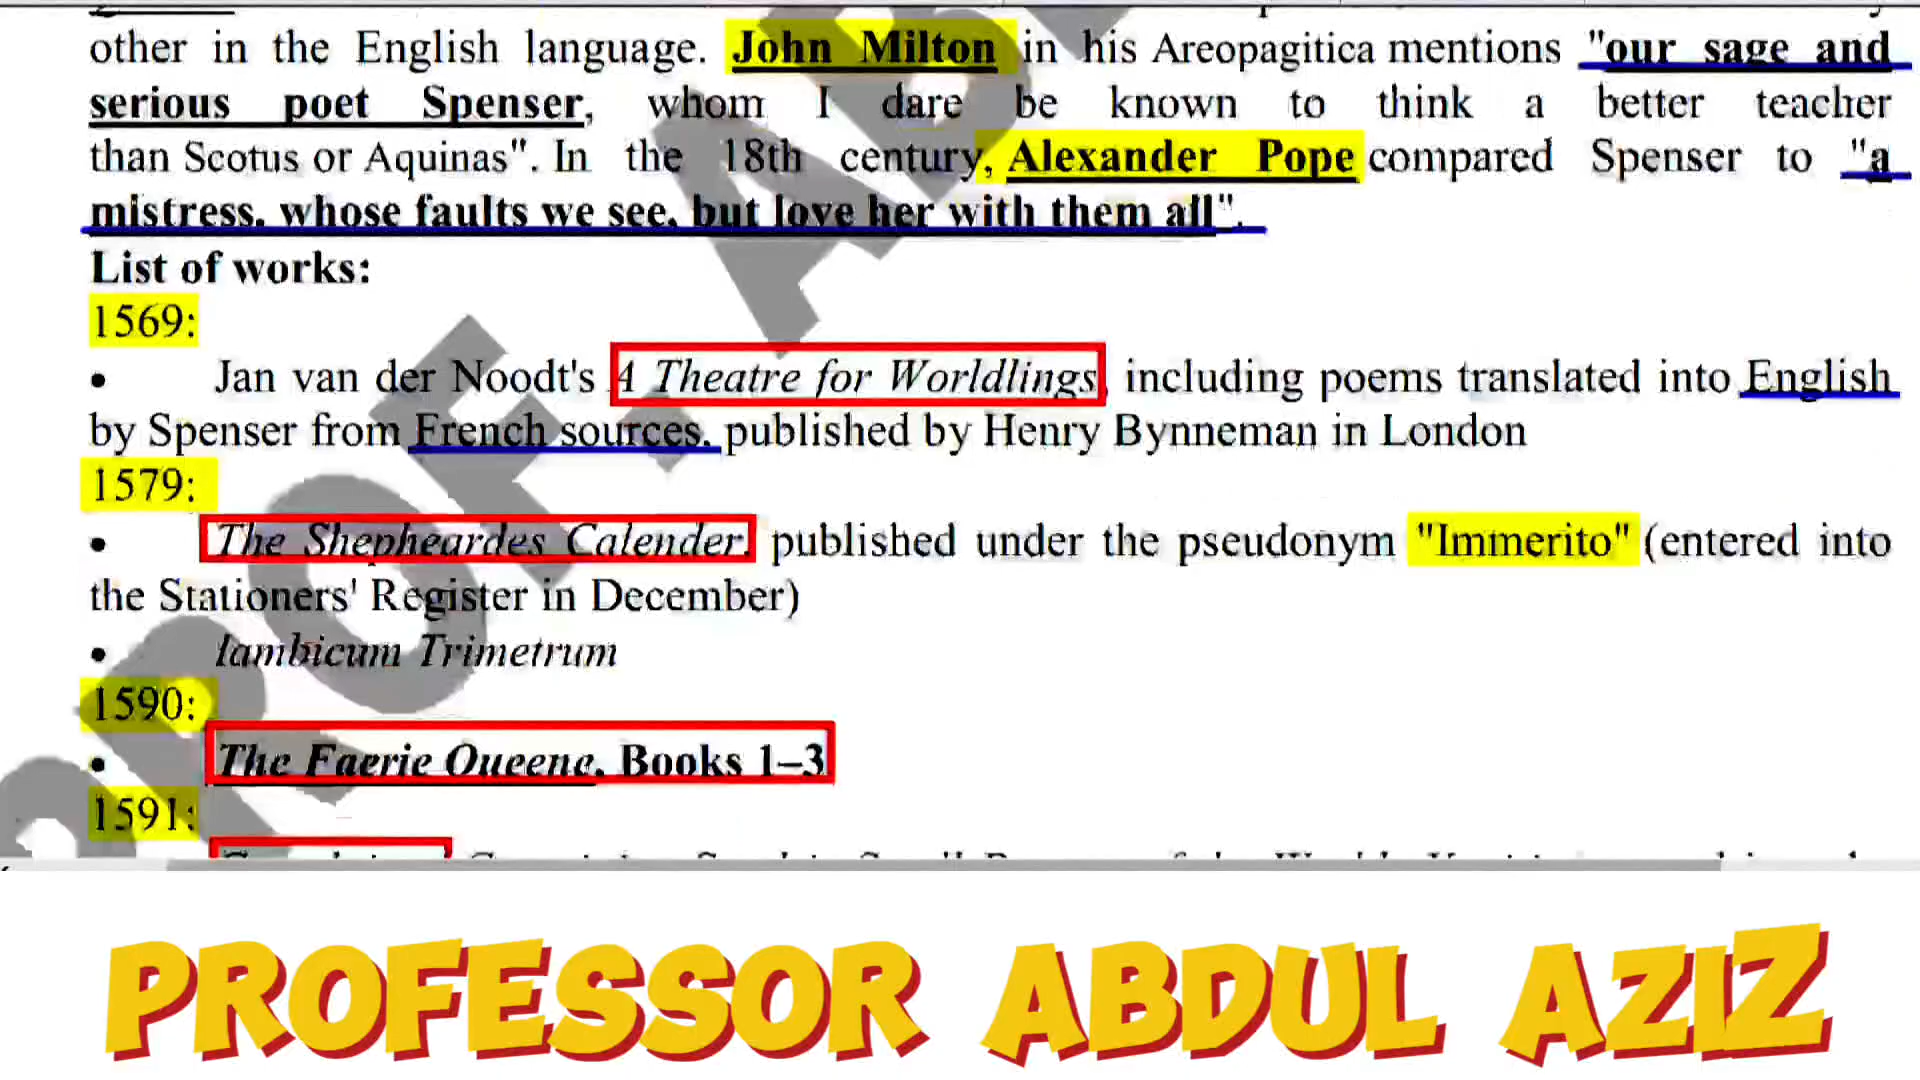 other in the English language. John Milton in his Areopagitica mentions "our sage and
serious poet Spenser, whom I dare be known to think a better teacher
than Scotus or Aquinas". In the 18th century, Alexander Pope compared Spenser to "a
mistress, whose faults we see, but love her with them all".
List of works:
1569:
• Jan van der Noodt's A Theatre for Worldlings, including poems translated into English
by Spenser from French sources, published by Henry Bynneman in London
1579:
• The Shepheardes Calender, published under the pseudonym "Immerito" (entered into
the Stationers' Register in December)
• Iambicum Trimetrum
1590:
• The Faerie Queene, Books 1–3
1591:
PROFESSOR ABDUL AZIZ